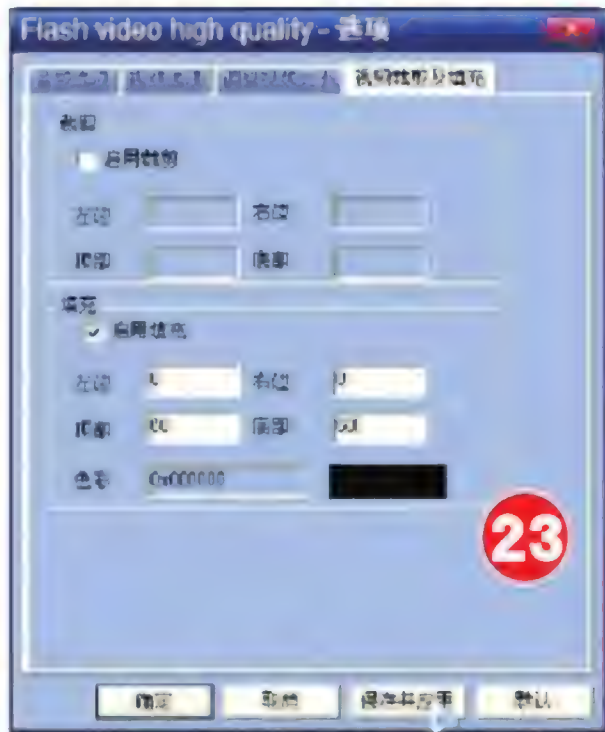 Flash video high quality - 选项
视频裁剪及填充
裁剪
启用裁剪
左边 右边
顶部 底部
填充
启用填充
左边 右边
顶部 底部
色彩 0x000000
23
确定 取消 保存并应用 默认